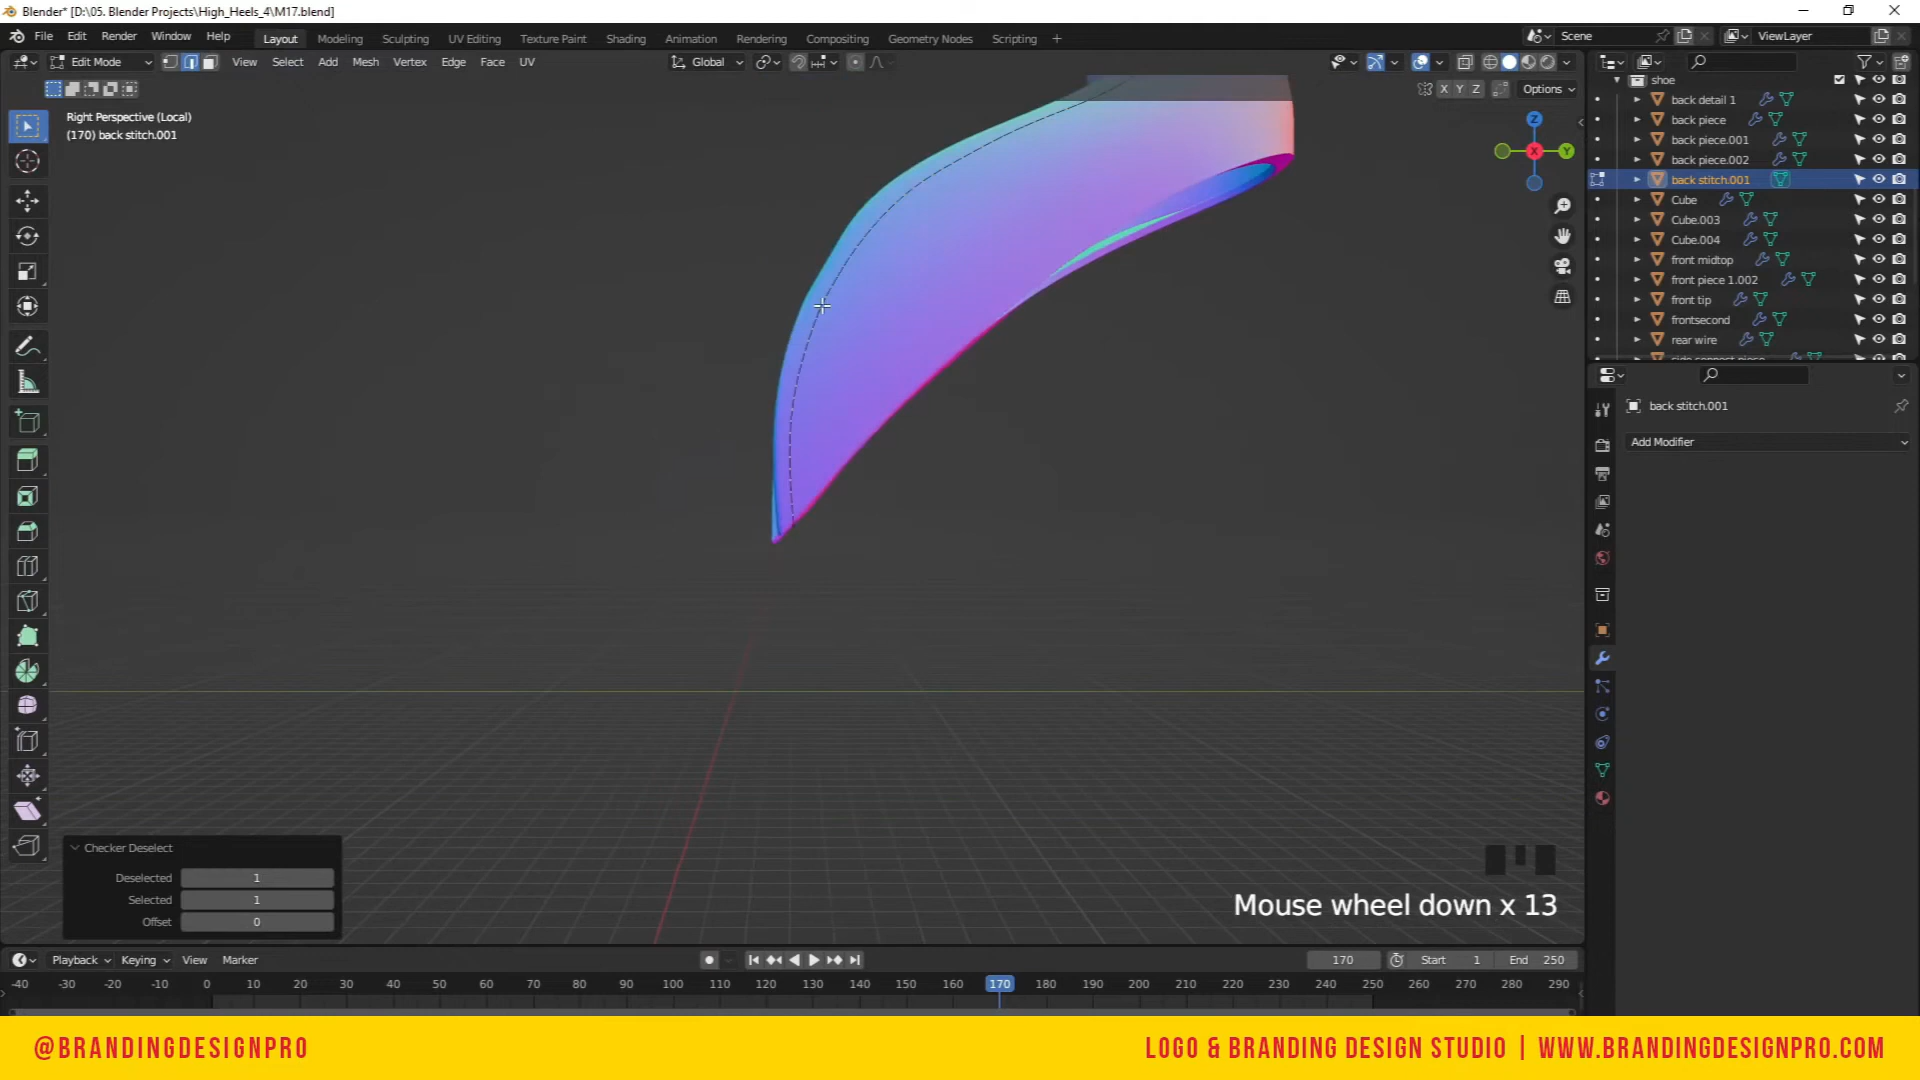 Blender* [D:\05. Blender Projects\High_Heels_4\M17.blend]
File Edit Render Window Help
Layout Modeling Sculpting UV Editing Texture Paint Shading Animation Rendering Compositing Geometry Nodes Scripting +
Scene
ViewLayer
Edit Mode
View Select Add Mesh Vertex Edge Face UV
Global
X Y Z
Options
Right Perspective (Local)
(170) back stitch.001
Z
X
Y
shoe
back detail 1
back piece
back piece.001
back piece.002
back stitch.001
Cube
Cube.003
Cube.004
front midtop
front piece 1.002
front tip
frontsecond
rear wire
side connect piece
back stitch.001
Add Modifier
Checker Deselect
Deselected 1
Selected 1
Offset 0
Mouse wheel down x 13
Playback Keying View Marker
170
Start 1
End 250
-40 -30 -20 -10 0 10 20 30 40 50 60 70 80 90 100 110 120 130 140 150 160 170 180 190 200 210 220 230 240 250 260 270 280 290
@BRANDINGDESIGNPRO
LOGO & BRANDING DESIGN STUDIO | WWW.BRANDINGDESIGNPRO.COM